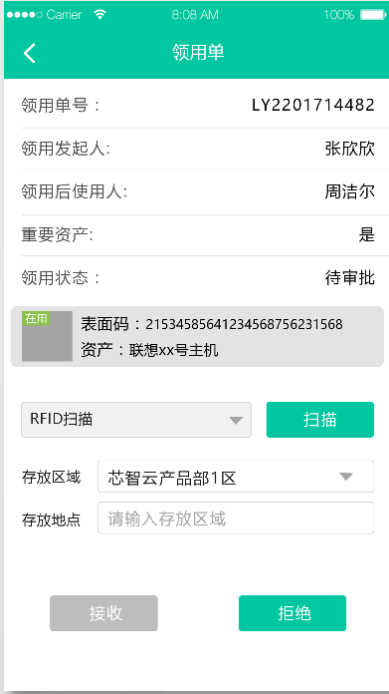 Carrier 8:08 AM 100%
领用单
领用单号： LY2201714482
领用发起人: 张欣欣
领用后使用人: 周洁尔
重要资产: 是
领用状态： 待审批
在用
表面码：21534585641234568756231568
资产：联想xx号主机
RFID扫描 扫描
存放区域 芯智云产品部1区
存放地点 请输入存放区域
接收 拒绝